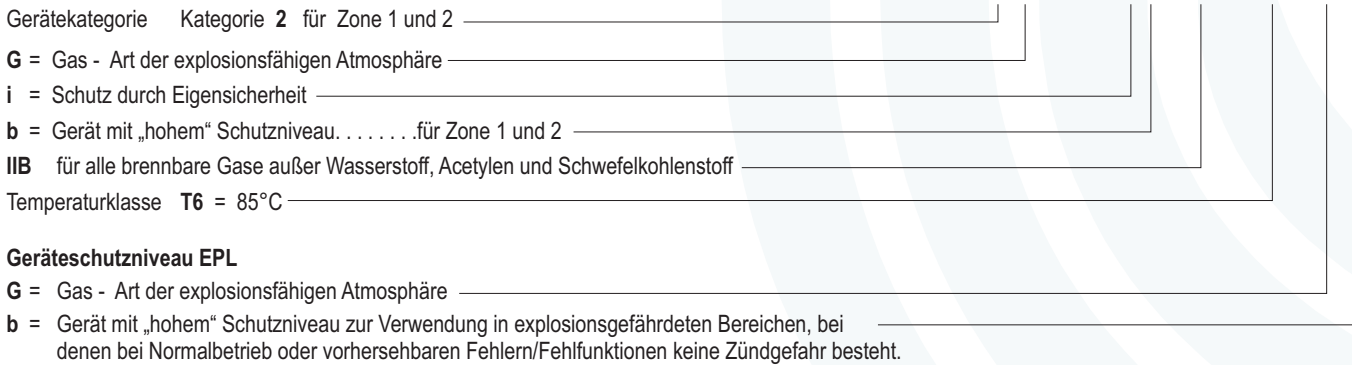 Gerätekategorie Kategorie 2 für Zone 1 und 2
G = Gas - Art der explosionsfähigen Atmosphäre
i = Schutz durch Eigensicherheit
b = Gerät mit „hohem“ Schutzniveau. . . . . . . .für Zone 1 und 2
IIB für alle brennbare Gase außer Wasserstoff, Acetylen und Schwefelkohlenstoff
Temperaturklasse T6 = 85°C
Geräteschutzniveau EPL
G = Gas - Art der explosionsfähigen Atmosphäre
b = Gerät mit „hohem“ Schutzniveau zur Verwendung in explosionsgefährdeten Bereichen, bei
denen bei Normalbetrieb oder vorhersehbaren Fehlern/Fehlfunktionen keine Zündgefahr besteht.